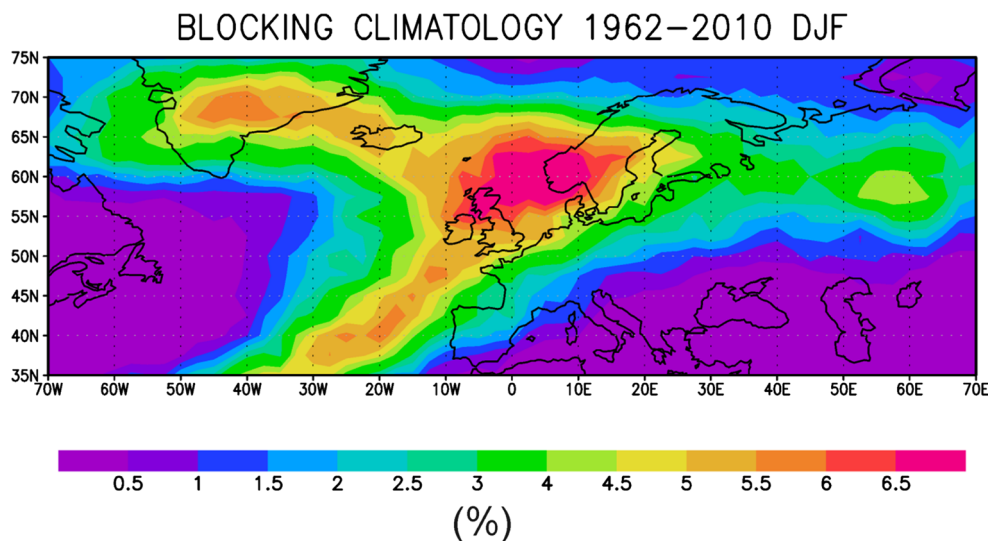 BLOCKING CLIMATOLOGY 1962−2010 DJF
75N
70N
65N
60N
55N
50N
45N
40N
35N
70W 60W 50W 40W 30W 20W 10W 0 10E 20E 30E 40E 50E 60E 70E
0.5 1 1.5 2 2.5 3 4 4.5 5 5.5 6 6.5
(%)